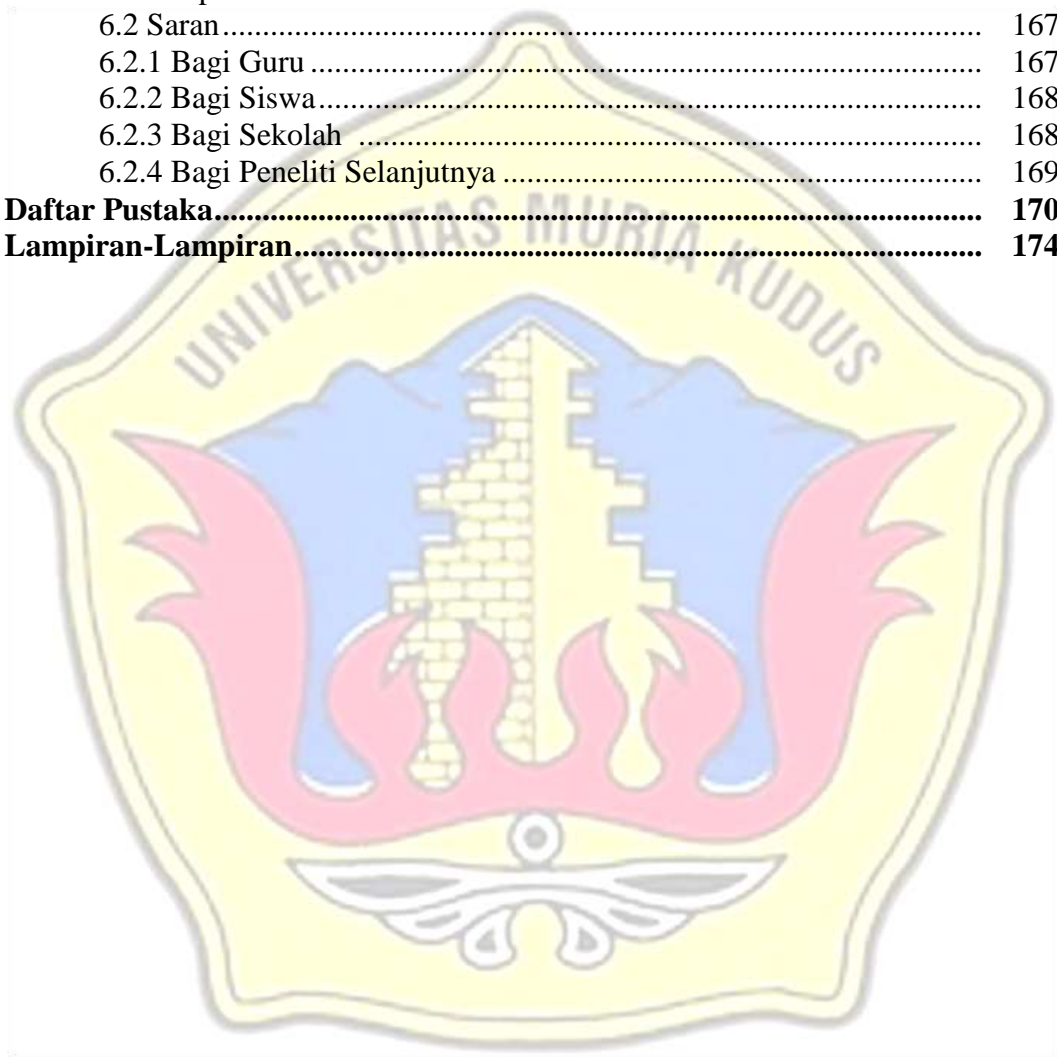 6.2 Saran.................................................................................... 167
6.2.1 Bagi Guru.......................................................................... 167
6.2.2 Bagi Siswa......................................................................... 168
6.2.3 Bagi Sekolah ..................................................................... 168
6.2.4 Bagi Peneliti Selanjutnya..................................................... 169
Daftar Pustaka.......................................................................... 170
Lampiran-Lampiran................................................................... 174
UNIVERSITAS MURIA KUDUS